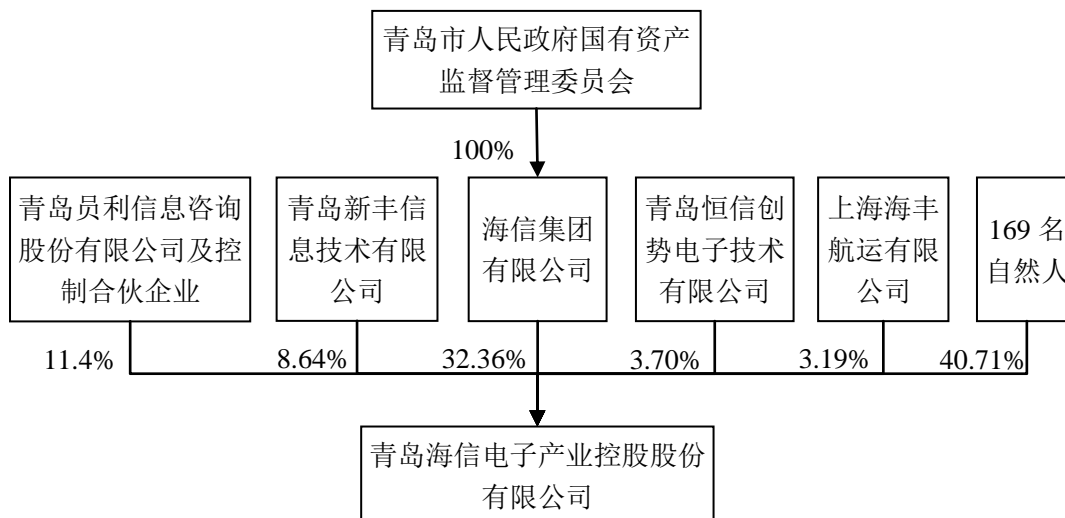 青岛市人民政府国有资产
监督管理委员会
100%
青岛员利信息咨询
股份有限公司及控
制合伙企业
青岛新丰信
息技术有限
公司
海信集团
有限公司
青岛恒信创
势电子技术
有限公司
上海海丰
航运有限
公司
169 名
自然人
11.4%
8.64%
32.36%
3.70%
3.19%
40.71%
青岛海信电子产业控股股份
有限公司